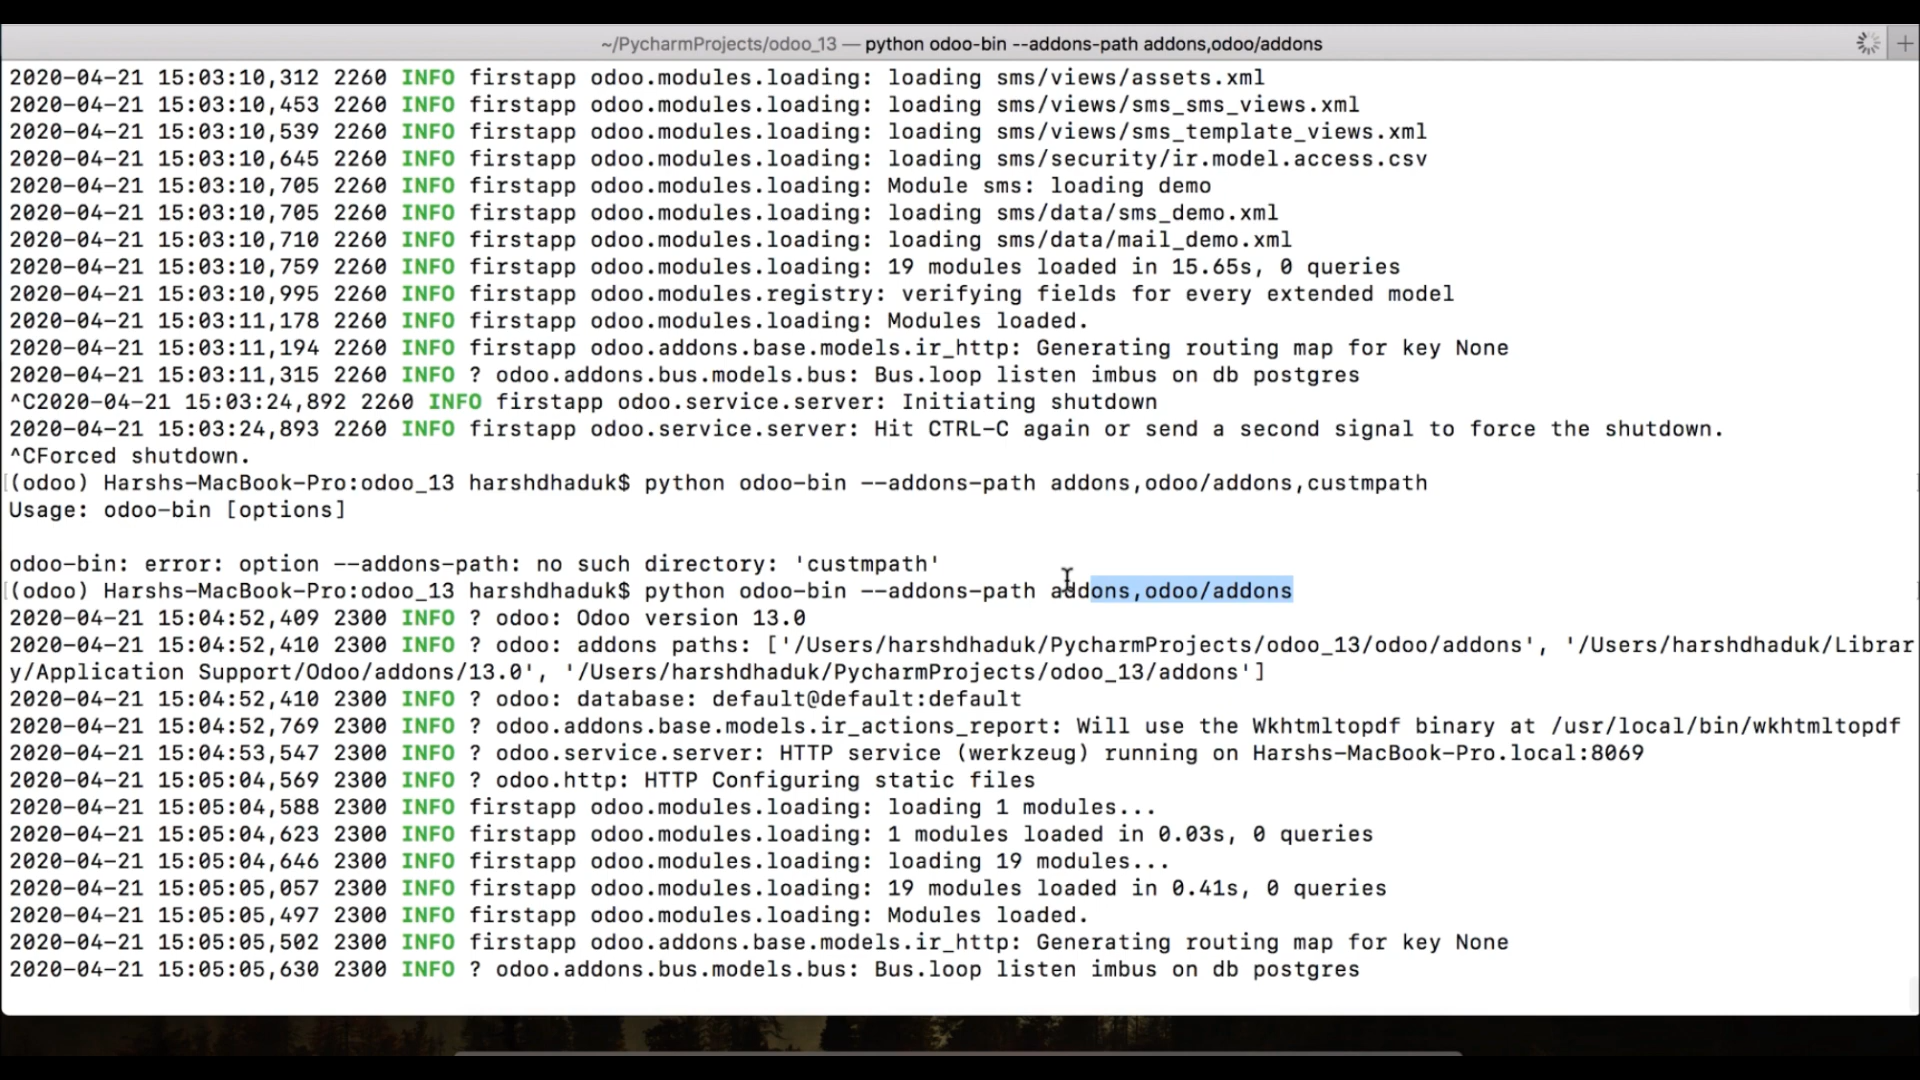 ~/PycharmProjects/odoo_13 — python odoo-bin --addons-path addons,odoo/addons
2020-04-21 15:03:10,312 2260 INFO firstapp odoo.modules.loading: loading sms/views/assets.xml
2020-04-21 15:03:10,453 2260 INFO firstapp odoo.modules.loading: loading sms/views/sms_sms_views.xml
2020-04-21 15:03:10,539 2260 INFO firstapp odoo.modules.loading: loading sms/views/sms_template_views.xml
2020-04-21 15:03:10,645 2260 INFO firstapp odoo.modules.loading: loading sms/security/ir.model.access.csv
2020-04-21 15:03:10,705 2260 INFO firstapp odoo.modules.loading: Module sms: loading demo
2020-04-21 15:03:10,705 2260 INFO firstapp odoo.modules.loading: loading sms/data/sms_demo.xml
2020-04-21 15:03:10,710 2260 INFO firstapp odoo.modules.loading: loading sms/data/mail_demo.xml
2020-04-21 15:03:10,759 2260 INFO firstapp odoo.modules.loading: 19 modules loaded in 15.65s, 0 queries
2020-04-21 15:03:10,995 2260 INFO firstapp odoo.modules.registry: verifying fields for every extended model
2020-04-21 15:03:11,178 2260 INFO firstapp odoo.modules.loading: Modules loaded.
2020-04-21 15:03:11,194 2260 INFO firstapp odoo.addons.base.models.ir_http: Generating routing map for key None
2020-04-21 15:03:11,315 2260 INFO ? odoo.addons.bus.models.bus: Bus.loop listen imbus on db postgres
^C2020-04-21 15:03:24,892 2260 INFO firstapp odoo.service.server: Initiating shutdown
2020-04-21 15:03:24,893 2260 INFO firstapp odoo.service.server: Hit CTRL-C again or send a second signal to force the shutdown.
^CForced shutdown.
(odoo) Harshs-MacBook-Pro:odoo_13 harshdhaduk$ python odoo-bin --addons-path addons,odoo/addons,custmpath
Usage: odoo-bin [options]
odoo-bin: error: option --addons-path: no such directory: 'custmpath'
(odoo) Harshs-MacBook-Pro:odoo_13 harshdhaduk$ python odoo-bin --addons-path addons,odoo/addons
2020-04-21 15:04:52,409 2300 INFO ? odoo: Odoo version 13.0
2020-04-21 15:04:52,410 2300 INFO ? odoo: addons paths: ['/Users/harshdhaduk/PycharmProjects/odoo_13/odoo/addons', '/Users/harshdhaduk/Librar
y/Application Support/Odoo/addons/13.0', '/Users/harshdhaduk/PycharmProjects/odoo_13/addons']
2020-04-21 15:04:52,410 2300 INFO ? odoo: database: default@default:default
2020-04-21 15:04:52,769 2300 INFO ? odoo.addons.base.models.ir_actions_report: Will use the Wkhtmltopdf binary at /usr/local/bin/wkhtmltopdf
2020-04-21 15:04:53,547 2300 INFO ? odoo.service.server: HTTP service (werkzeug) running on Harshs-MacBook-Pro.local:8069
2020-04-21 15:05:04,569 2300 INFO ? odoo.http: HTTP Configuring static files
2020-04-21 15:05:04,588 2300 INFO firstapp odoo.modules.loading: loading 1 modules...
2020-04-21 15:05:04,623 2300 INFO firstapp odoo.modules.loading: 1 modules loaded in 0.03s, 0 queries
2020-04-21 15:05:04,646 2300 INFO firstapp odoo.modules.loading: loading 19 modules...
2020-04-21 15:05:05,057 2300 INFO firstapp odoo.modules.loading: 19 modules loaded in 0.41s, 0 queries
2020-04-21 15:05:05,497 2300 INFO firstapp odoo.modules.loading: Modules loaded.
2020-04-21 15:05:05,502 2300 INFO firstapp odoo.addons.base.models.ir_http: Generating routing map for key None
2020-04-21 15:05:05,630 2300 INFO ? odoo.addons.bus.models.bus: Bus.loop listen imbus on db postgres